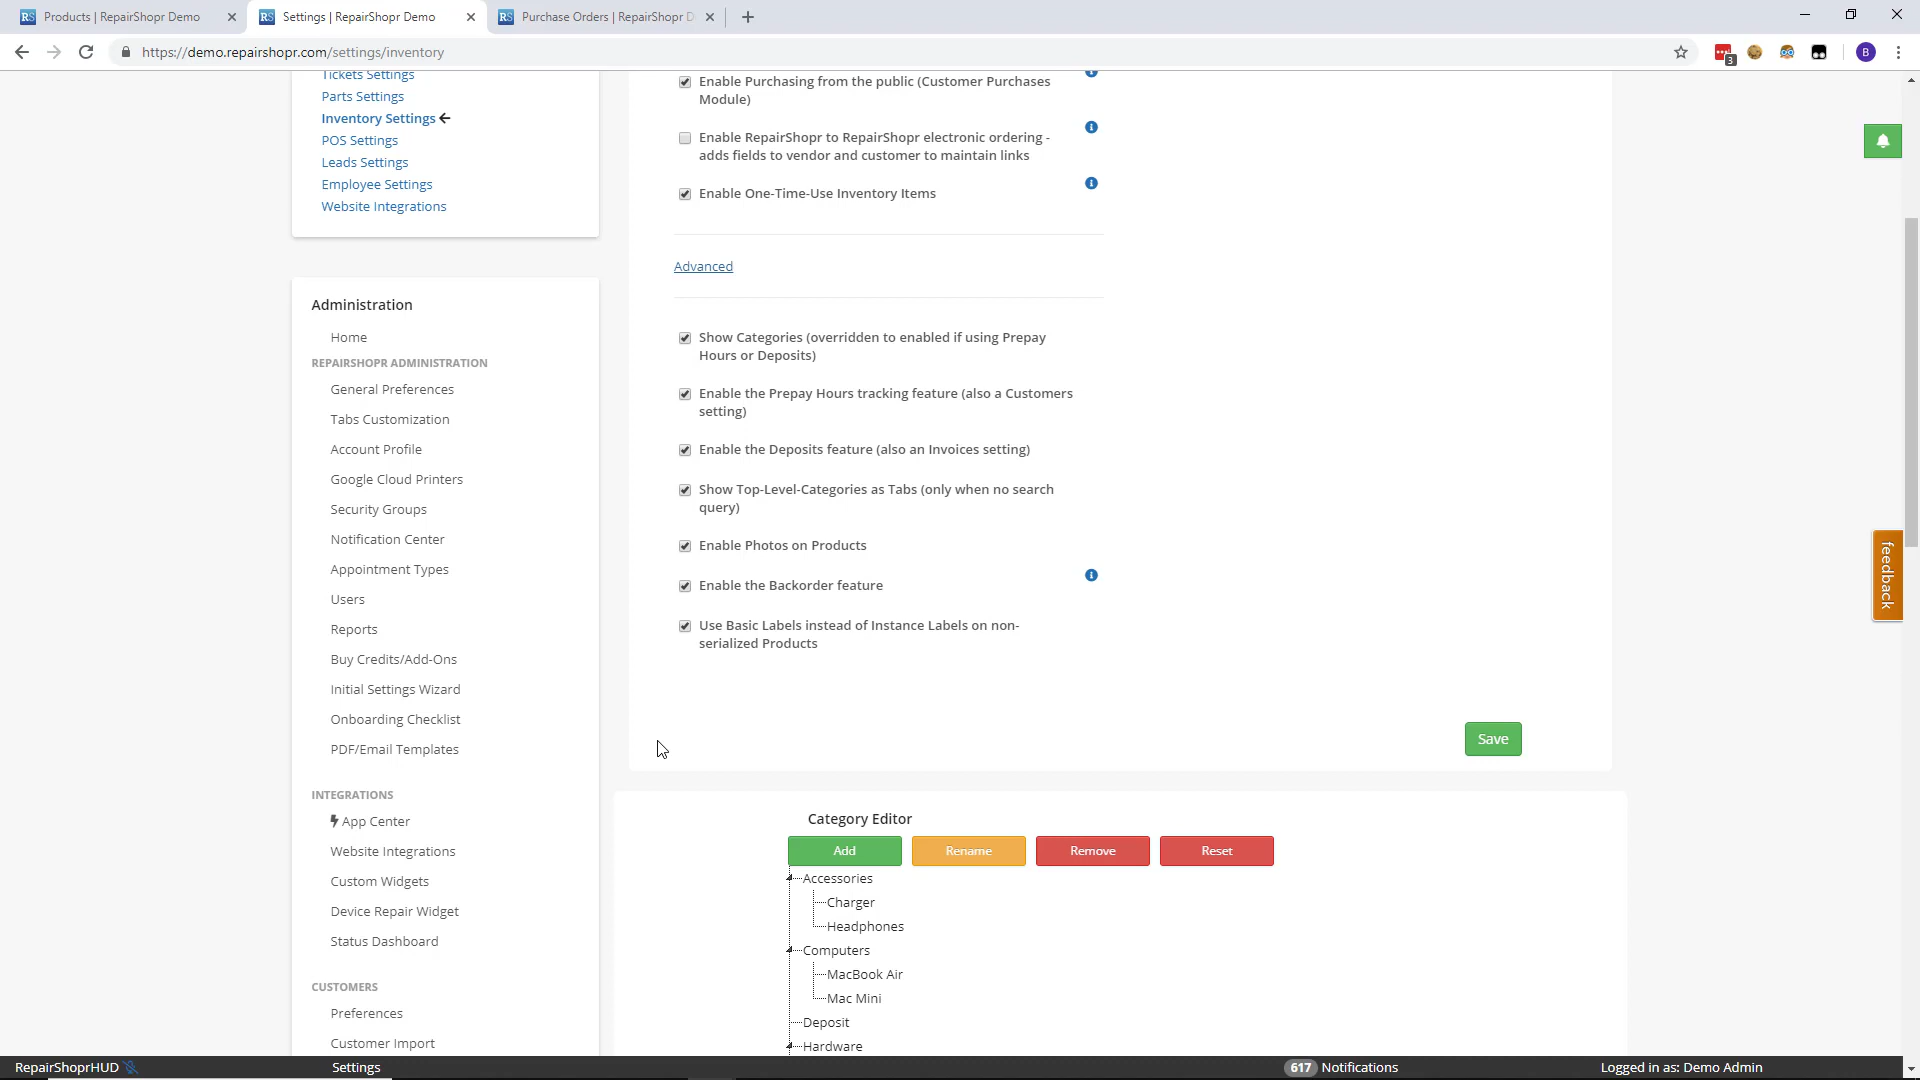 Products | RepairShopr Demo
Settings | RepairShopr Demo
Purchase Orders | RepairShopr D
https://demo.repairshopr.com/settings/inventory
3
B
Tickets Settings
Parts Settings
Inventory Settings
POS Settings
Leads Settings
Employee Settings
Website Integrations
Administration
Home
REPAIRSHOPR ADMINISTRATION
General Preferences
Tabs Customization
Account Profile
Google Cloud Printers
Security Groups
Notification Center
Appointment Types
Users
Reports
Buy Credits/Add-Ons
Initial Settings Wizard
Onboarding Checklist
PDF/Email Templates
INTEGRATIONS
App Center
Website Integrations
Custom Widgets
Device Repair Widget
Status Dashboard
CUSTOMERS
Preferences
Customer Import
Enable Purchasing from the public (Customer Purchases
Module)
Enable RepairShopr to RepairShopr electronic ordering -
adds fields to vendor and customer to maintain links
Enable One-Time-Use Inventory Items
Advanced
Show Categories (overridden to enabled if using Prepay
Hours or Deposits)
Enable the Prepay Hours tracking feature (also a Customers
setting)
Enable the Deposits feature (also an Invoices setting)
Show Top-Level-Categories as Tabs (only when no search
query)
Enable Photos on Products
Enable the Backorder feature
Use Basic Labels instead of Instance Labels on non-
serialized Products
Save
Category Editor
Add
Rename
Remove
Reset
Accessories
Charger
Headphones
Computers
MacBook Air
Mac Mini
Deposit
Hardware
feedback
RepairShoprHUD
Settings
617 Notifications
Logged in as: Demo Admin